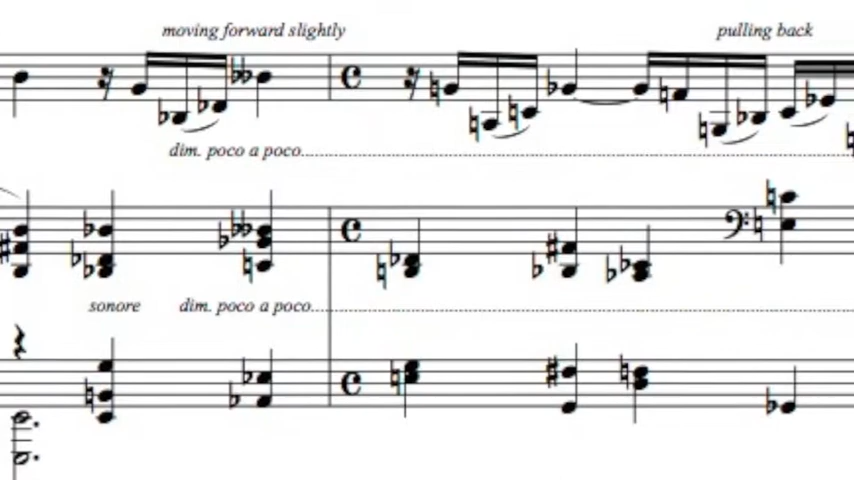 moving forward slightly
pulling back
dim. poco a poco
sonore
dim. poco a poco